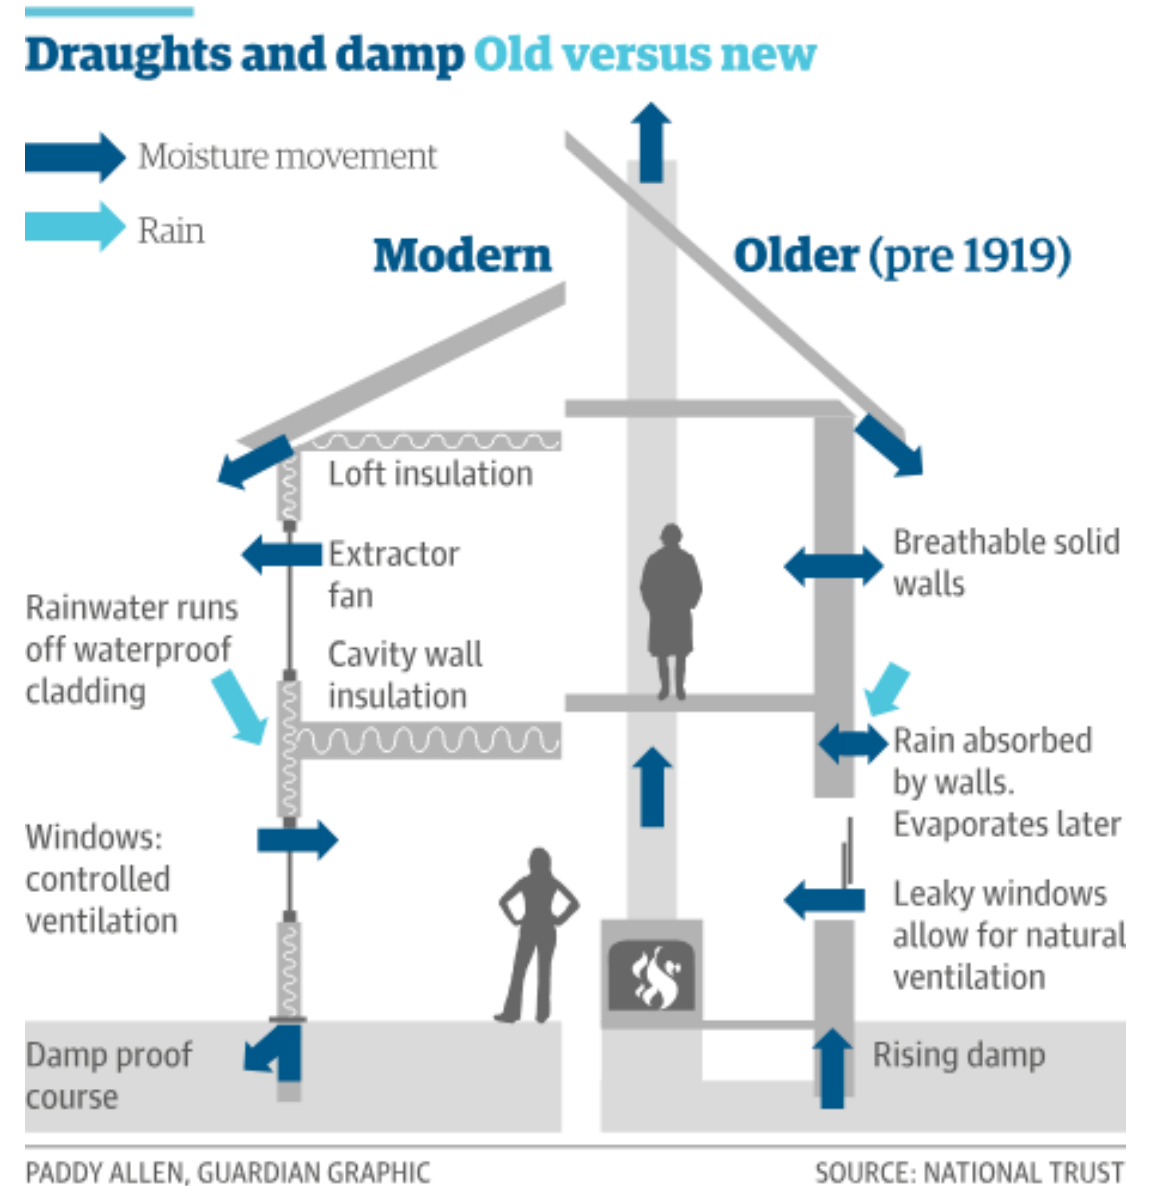 Draughts and damp Old versus new
Moisture movement
Rain
Modern
Older (pre 1919)
Loft insulation
Extractor
fan
Rainwater runs
off waterproof
cladding
Cavity wall
insulation
Windows:
controlled
ventilation
Damp proof
course
Breathable solid
walls
Rain absorbed
by walls.
Evaporates later
Leaky windows
allow for natural
ventilation
Rising damp
PADDY ALLEN, GUARDIAN GRAPHIC
SOURCE: NATIONAL TRUST